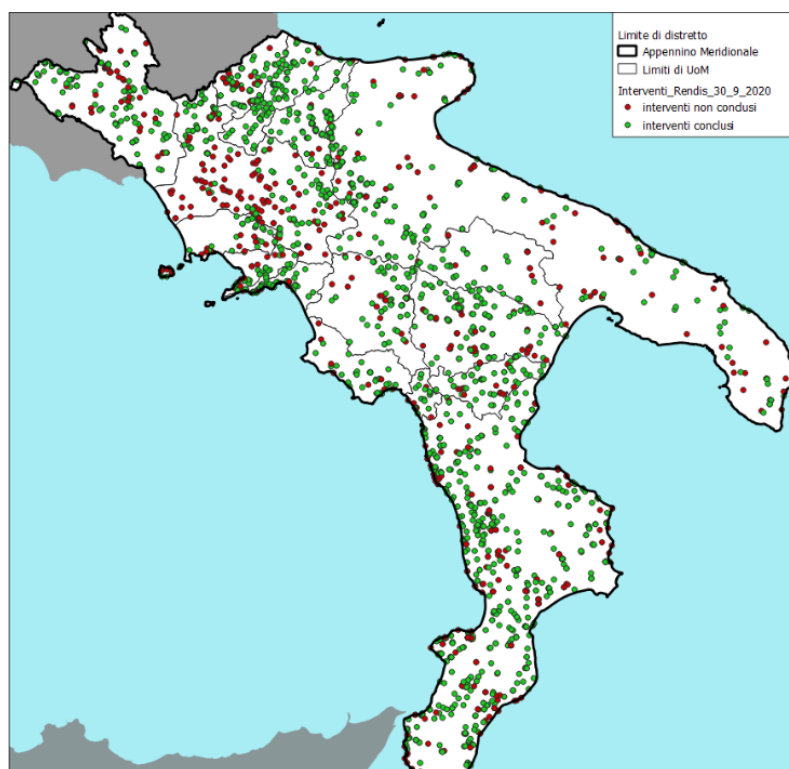 Limite di distretto
Appennino Meridionale
Limiti di UoM
Interventi_Rendis_30_9_2020
interventi non conclusi
interventi conclusi